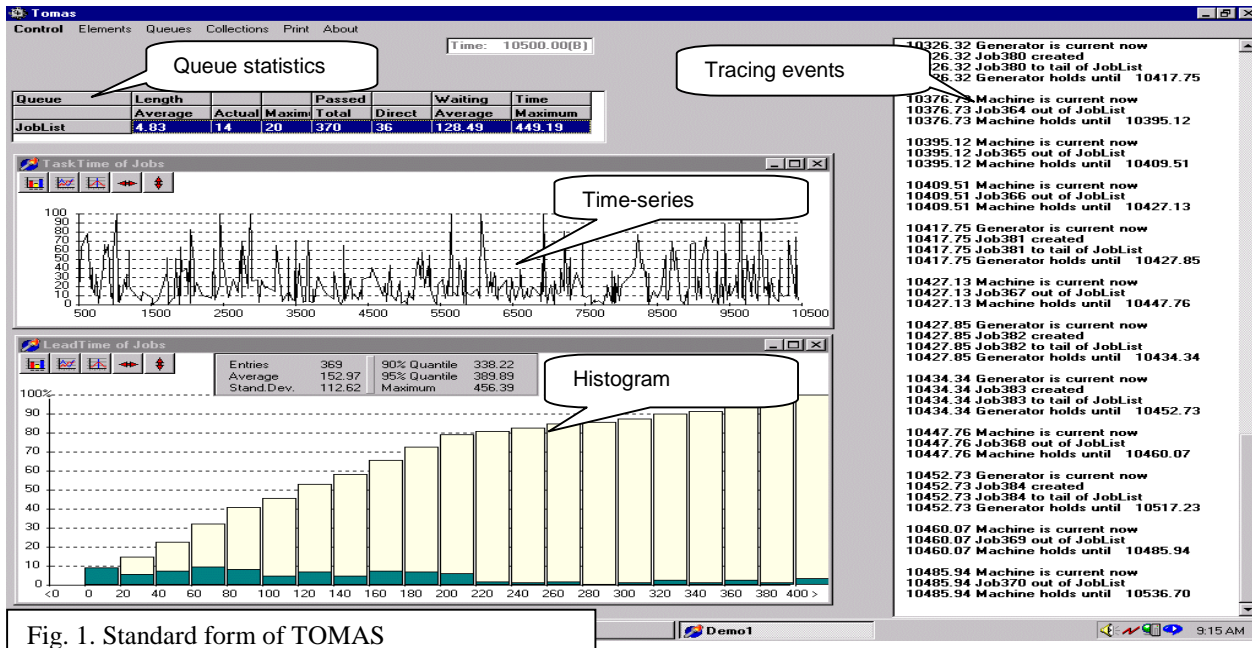 Tomas
Control Elements Queues Collections Print About
Time: 10500.00(B)
Queue statistics
Queue Length Passed Waiting Time
Average Actual Maxim Total Direct Average Maximum
JobList 4.83 14 20 370 36 128.49 449.19
TaskTime of Jobs
Time-series
100
90
80
70
60
50
40
30
20
10
0
500 1500 2500 3500 4500 5500 6500 7500 8500 9500 10500
LeadTime of Jobs
Entries 369 90% Quantile 338.22
Average 152.97 95% Quantile 389.89
Stand.Dev. 112.62 Maximum 456.39
Histogram
100%
90
80
70
60
50
40
30
20
10
0
<0 0 20 40 60 80 100 120 140 160 180 200 220 240 260 280 300 320 340 360 380 400 >
Tracing events
10326.32 Generator is current now
26.32 Job380 created
26.32 Job380 to tail of JobList
26.32 Generator holds until 10417.75
10376.73 Machine is current now
10376.73 Job364 out of JobList
10376.73 Machine holds until 10395.12
10395.12 Machine is current now
10395.12 Job365 out of JobList
10395.12 Machine holds until 10409.51
10409.51 Machine is current now
10409.51 Job366 out of JobList
10409.51 Machine holds until 10427.13
10417.75 Generator is current now
10417.75 Job381 created
10417.75 Job381 to tail of JobList
10417.75 Generator holds until 10427.85
10427.13 Machine is current now
10427.13 Job367 out of JobList
10427.13 Machine holds until 10447.76
10427.85 Generator is current now
10427.85 Job382 created
10427.85 Job382 to tail of JobList
10427.85 Generator holds until 10434.34
10434.34 Generator is current now
10434.34 Job383 created
10434.34 Job383 to tail of JobList
10434.34 Generator holds until 10452.73
10447.76 Machine is current now
10447.76 Job368 out of JobList
10447.76 Machine holds until 10460.07
10452.73 Generator is current now
10452.73 Job384 created
10452.73 Job384 to tail of JobList
10452.73 Generator holds until 10517.23
10460.07 Machine is current now
10460.07 Job369 out of JobList
10460.07 Machine holds until 10485.94
10485.94 Machine is current now
10485.94 Job370 out of JobList
10485.94 Machine holds until 10536.70
Fig. 1. Standard form of TOMAS
Demo1
9:15 AM